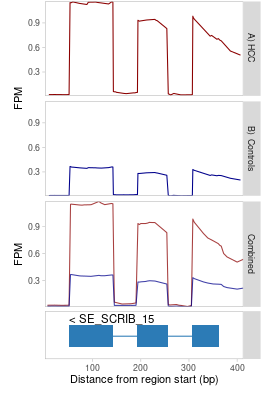 0.9
0.6
0.3
A) HCC
FPM
0.9
0.6
0.3
B) Controls
0.9
0.6
0.3
Combined
FPM
< SE_SCRIB_15
100 200 300 400
Distance from region start (bp)